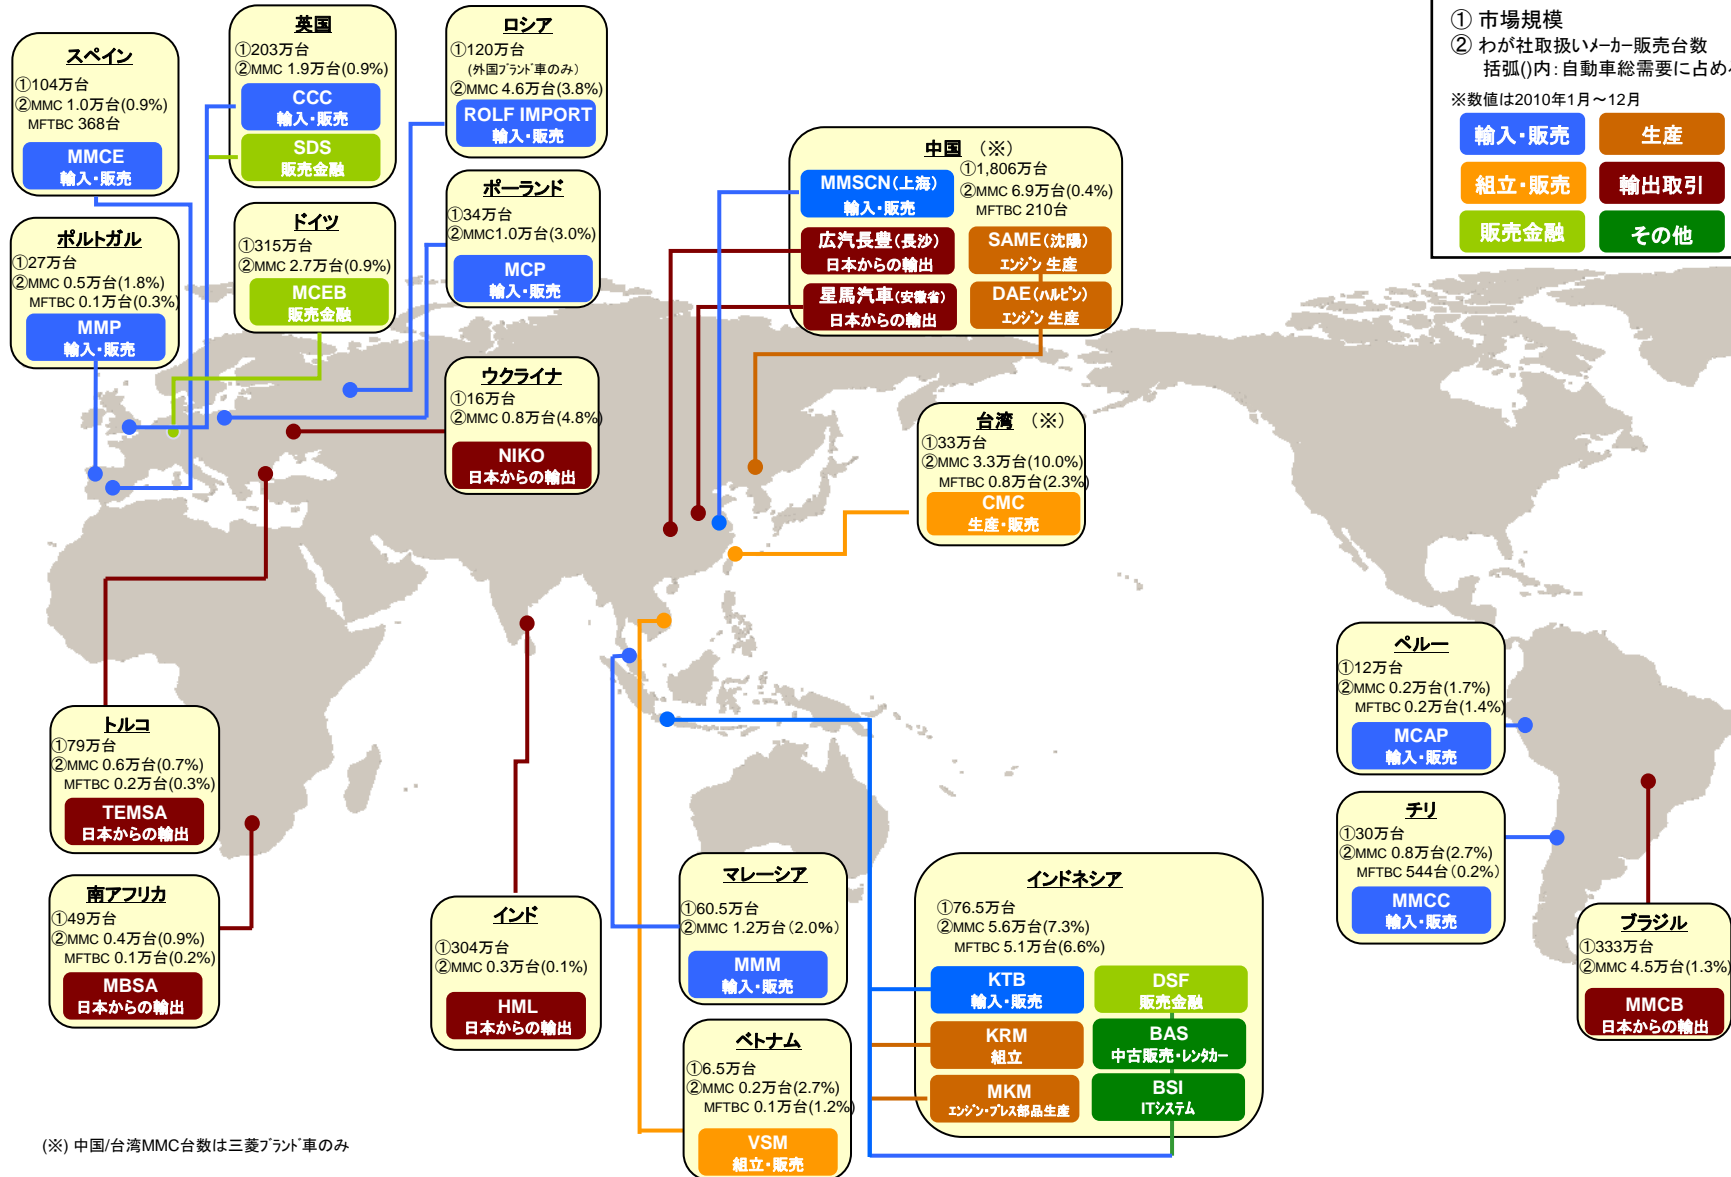 スペイン
①104万台
②MMC 1.0万台(0.9%)
MFTBC 368台
MMCE
輸入・販売
英国
①203万台
②MMC 1.9万台(0.9%)
CCC
輸入・販売
SDS
販売金融
ロシア
①120万台
(外国ブランド車のみ)
②MMC 4.6万台(3.8%)
ROLF IMPORT
輸入・販売
① 市場規模
② わが社取扱いメーカー販売台数
括弧()内：自動車総需要に占め
※数値は2010年1月～12月
輸入・販売
生産
組立・販売
輸出取引
販売金融
その他
ポルトガル
①27万台
②MMC 0.5万台(1.8%)
MFTBC 0.1万台(0.3%)
MMP
輸入・販売
ドイツ
①315万台
②MMC 2.7万台(0.9%)
MCEB
販売金融
ポーランド
①34万台
②MMC1.0万台(3.0%)
MCP
輸入・販売
中国 (※)
①1,806万台
②MMC 6.9万台(0.4%)
MFTBC 210台
MMSCN(上海)
輸入・販売
広汽長豊(長沙)
日本からの輸出
SAME(沈陽)
エンジン 生産
星馬汽車(安徽省)
日本からの輸出
DAE(ハルビン)
エンジン 生産
ウクライナ
①16万台
②MMC 0.8万台(4.8%)
NIKO
日本からの輸出
台湾 (※)
①33万台
②MMC 3.3万台(10.0%)
MFTBC 0.8万台(2.3%)
CMC
生産・販売
トルコ
①79万台
②MMC 0.6万台(0.7%)
MFTBC 0.2万台(0.3%)
TEMSA
日本からの輸出
南アフリカ
①49万台
②MMC 0.4万台(0.9%)
MFTBC 0.1万台(0.2%)
MBSA
日本からの輸出
インド
①304万台
②MMC 0.3万台(0.1%)
HML
日本からの輸出
マレーシア
①60.5万台
②MMC 1.2万台(2.0%)
MMM
輸入・販売
ベトナム
①6.5万台
②MMC 0.2万台(2.7%)
MFTBC 0.1万台(1.2%)
VSM
組立・販売
インドネシア
①76.5万台
②MMC 5.6万台(7.3%)
MFTBC 5.1万台(6.6%)
KTB
輸入・販売
DSF
販売金融
KRM
組立
BAS
中古販売・レンタカー
MKM
エンジン・プレス部品生産
BSI
ITシステム
ペルー
①12万台
②MMC 0.2万台(1.7%)
MFTBC 0.2万台(1.4%)
MCAP
輸入・販売
チリ
①30万台
②MMC 0.8万台(2.7%)
MFTBC 544台(0.2%)
MMCC
輸入・販売
ブラジル
①333万台
②MMC 4.5万台(1.3%)
MMCB
日本からの輸出
(※) 中国/台湾MMC台数は三菱ブランド車のみ